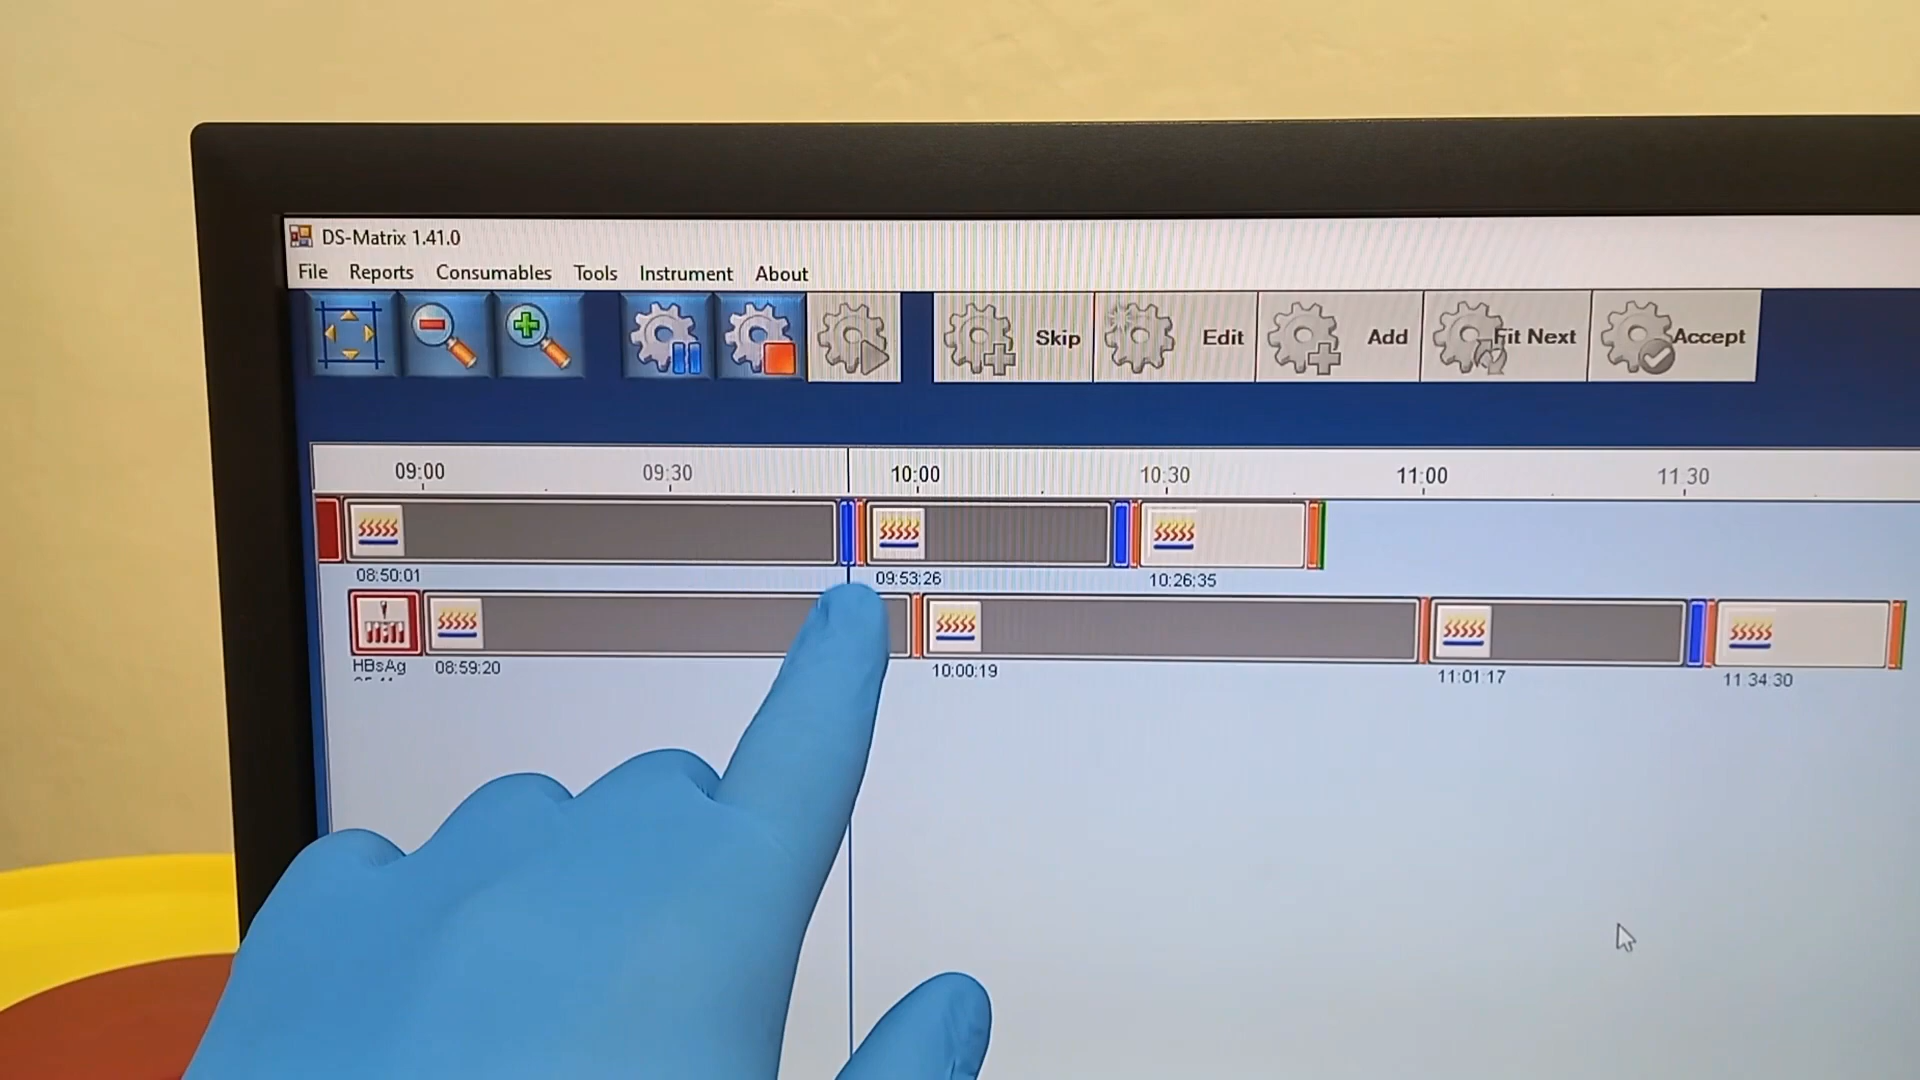 DS-Matrix 1.41.0
File Reports Consumables Tools Instrument About
Skip Edit Add Fit Next Accept
09:00 09:30 10:00 10:30 11:00 11:30
08:50:01 09:53:26 10:26:35
HBsAg 08:59:20 10:00:19 11:01:17 11:34:30